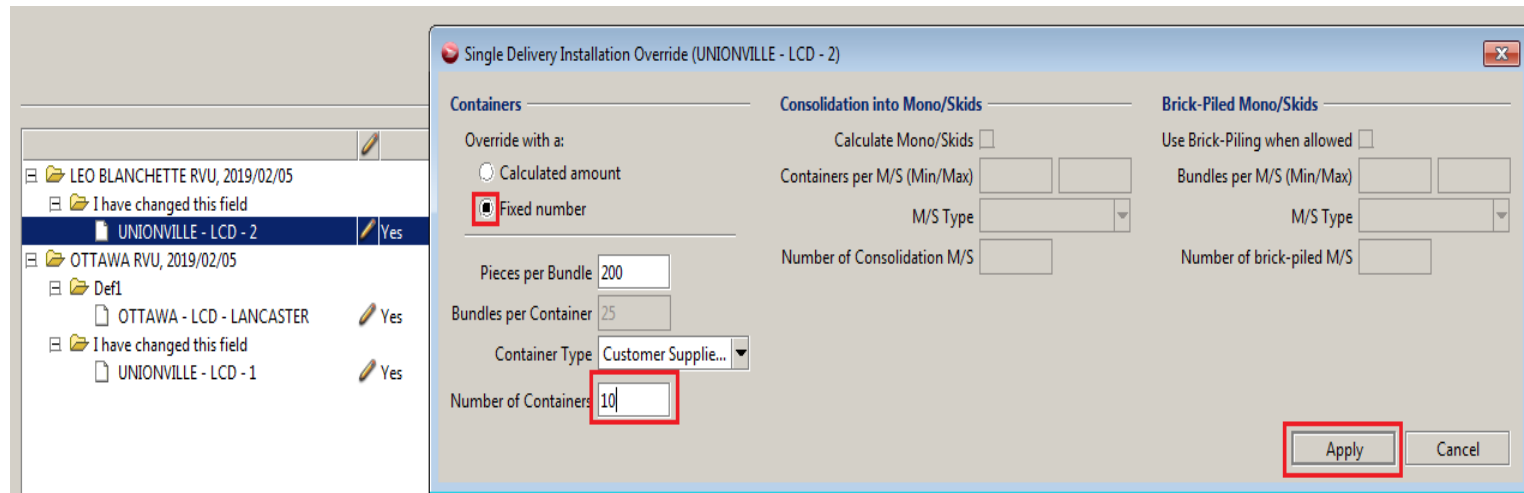 Single Delivery Installation Override (UNIONVILLE - LCD - 2)
LEO BLANCHETTE RVU, 2019/02/05
I have changed this field
UNIONVILLE - LCD - 2 Yes
OTTAWA RVU, 2019/02/05
Def1
OTTAWA - LCD - LANCASTER Yes
I have changed this field
UNIONVILLE - LCD - 1 Yes
Containers
Override with a:
Calculated amount
Fixed number
Pieces per Bundle 200
Bundles per Container 25
Container Type Customer Supplie...
Number of Containers 10
Consolidation into Mono/Skids
Calculate Mono/Skids
Containers per M/S (Min/Max)
M/S Type
Number of Consolidation M/S
Brick-Piled Mono/Skids
Use Brick-Piling when allowed
Bundles per M/S (Min/Max)
M/S Type
Number of brick-piled M/S
Apply Cancel